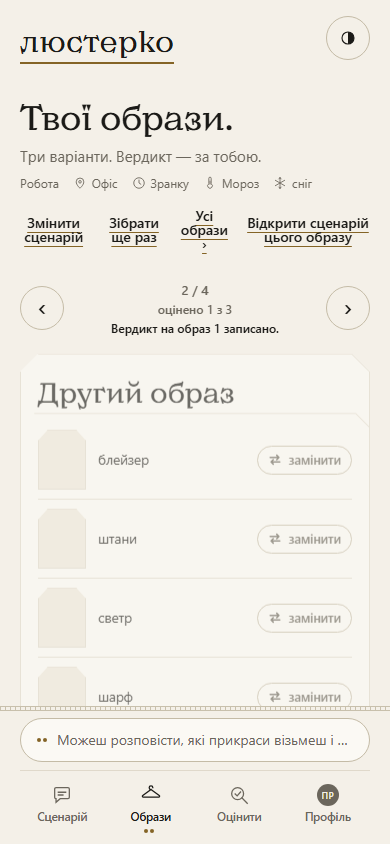 люстерко
Твої образи.
Три варіанти. Вердикт — за тобою.
Робота Офіс Зранку Мороз сніг
Змінити сценарій
Зібрати ще раз
Усі образи ›
Відкрити сценарій цього образу
‹ 2 / 4 ›
оцінено 1 з 3
Вердикт на образ 1 записано.
Другий образ
блейзер замінити
штани замінити
светр замінити
шарф замінити
Можеш розповісти, які прикраси візьмеш і ...
Сценарій Образи Оцінити ПР Профіль